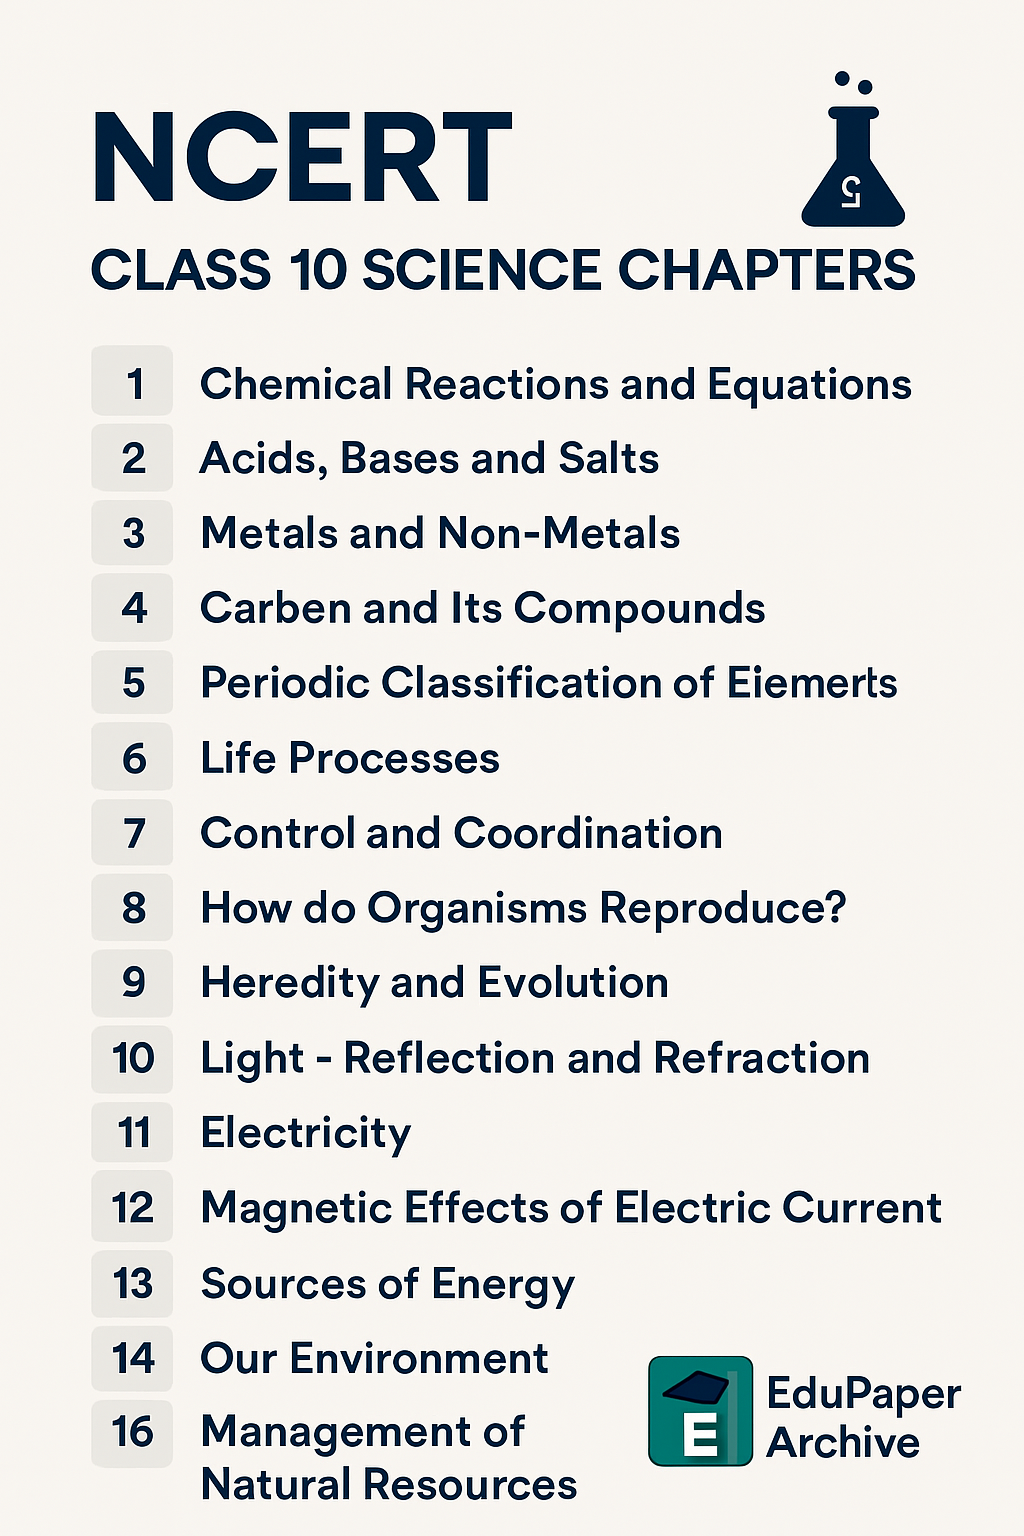 NCERT
CLASS 10 SCIENCE CHAPTERS
1 Chemical Reactions and Equations
2 Acids, Bases and Salts
3 Metals and Non-Metals
4 Carben and Its Compounds
5 Periodic Classification of Eiemerts
6 Life Processes
7 Control and Coordination
8 How do Organisms Reproduce?
9 Heredity and Evolution
10 Light - Reflection and Refraction
11 Electricity
12 Magnetic Effects of Electric Current
13 Sources of Energy
14 Our Environment
16 Management of
Natural Resources
E
EduPaper
Archive